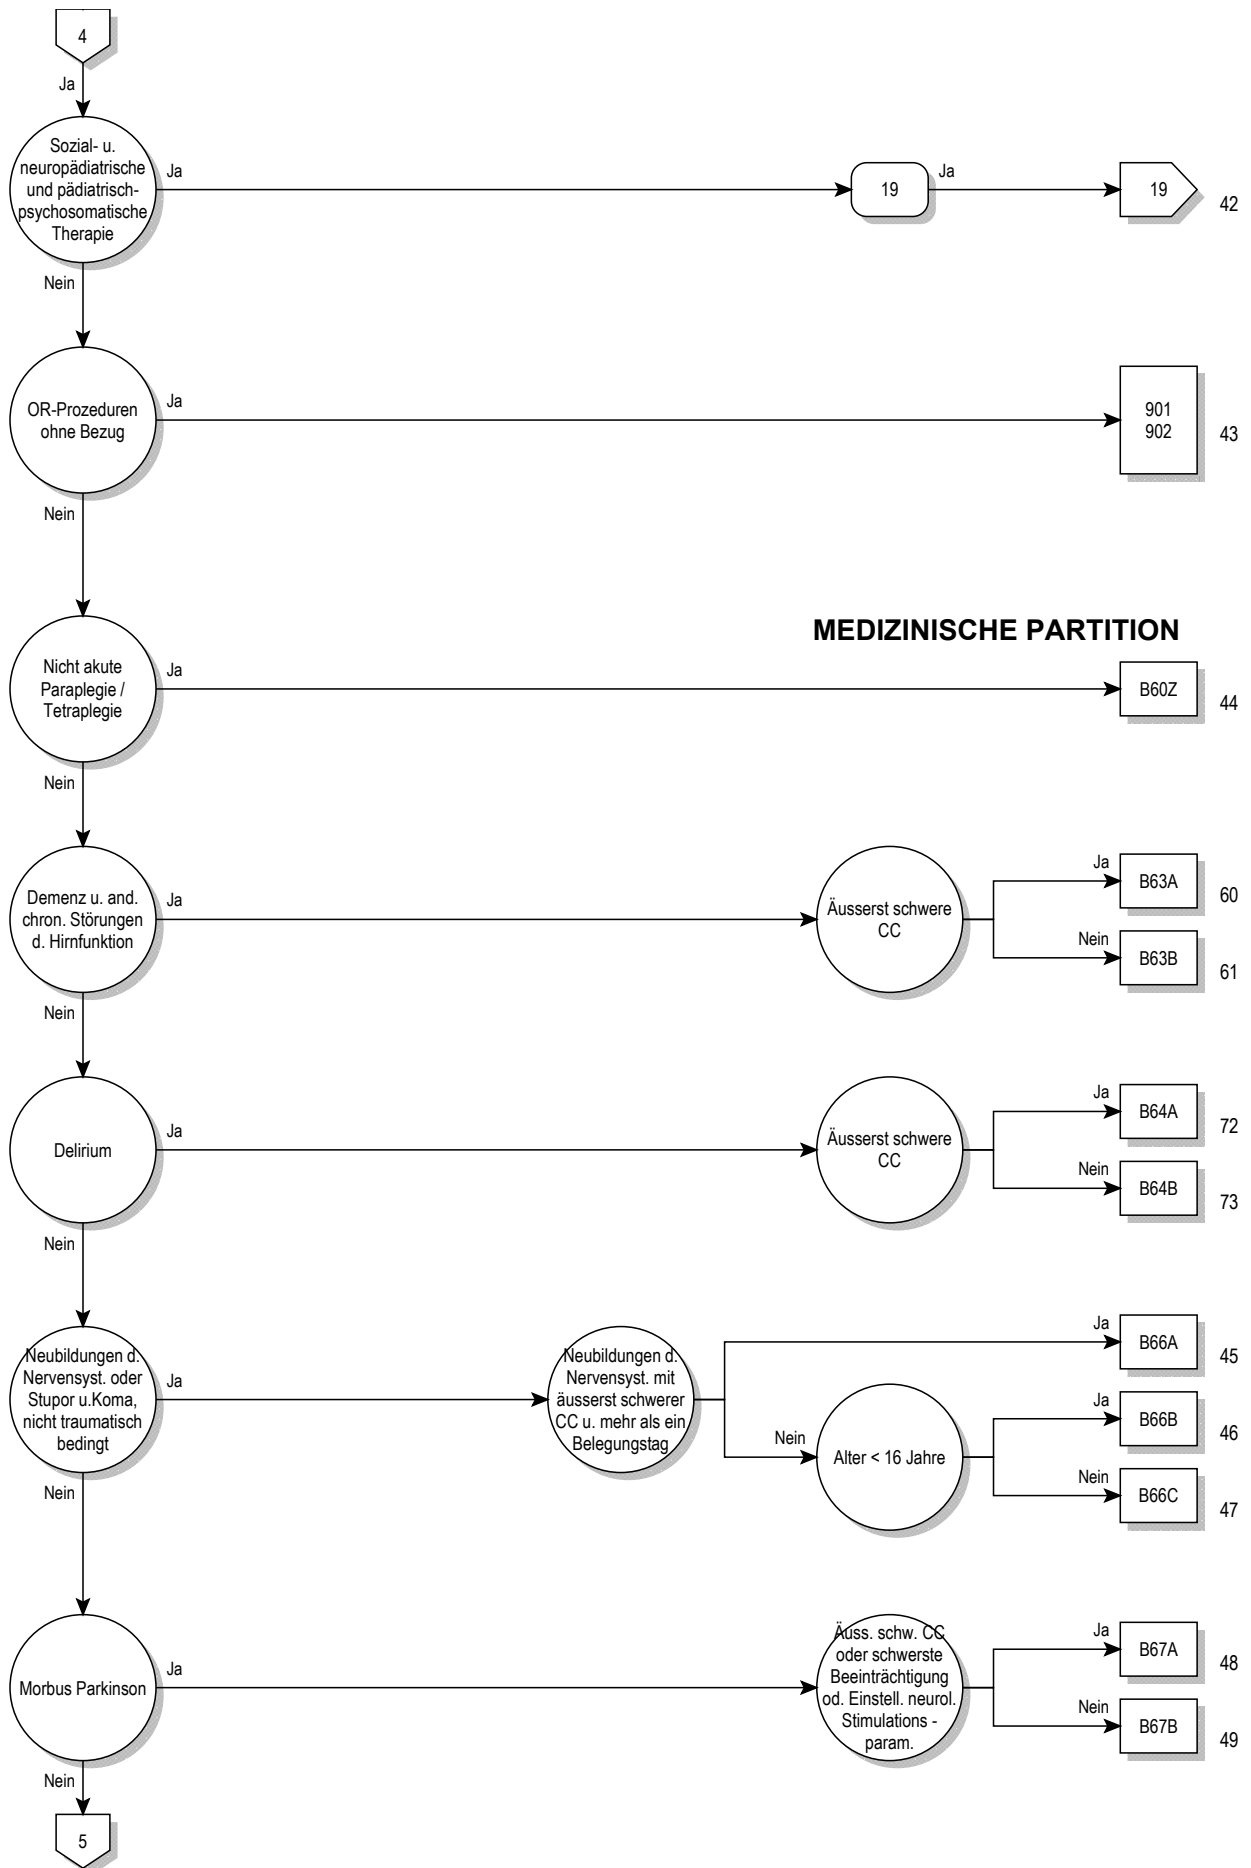 4
Ja
Sozial- u.
neuropädiatrische
und pädiatrisch-
psychosomatische
Therapie
Ja
19
Ja
19
42
Nein
OR-Prozeduren
ohne Bezug
Ja
901
902
43
Nein
MEDIZINISCHE PARTITION
Nicht akute
Paraplegie /
Tetraplegie
Ja
B60Z
44
Nein
Demenz u. and.
chron. Störungen
d. Hirnfunktion
Ja
Äusserst schwere
CC
Ja
B63A
60
Nein
B63B
61
Nein
Delirium
Ja
Äusserst schwere
CC
Ja
B64A
72
Nein
B64B
73
Nein
Neubildungen d.
Nervensyst. oder
Stupor u.Koma,
nicht traumatisch
bedingt
Ja
Neubildungen d.
Nervensyst. mit
äusserst schwerer
CC u. mehr als ein
Belegungstag
Ja
B66A
45
Nein
Alter < 16 Jahre
Ja
B66B
46
Nein
B66C
47
Nein
Morbus Parkinson
Ja
Äuss. schw. CC
oder schwerste
Beeinträchtigung
od. Einstell. neurol.
Stimulations -
param.
Ja
B67A
48
Nein
B67B
49
Nein
5